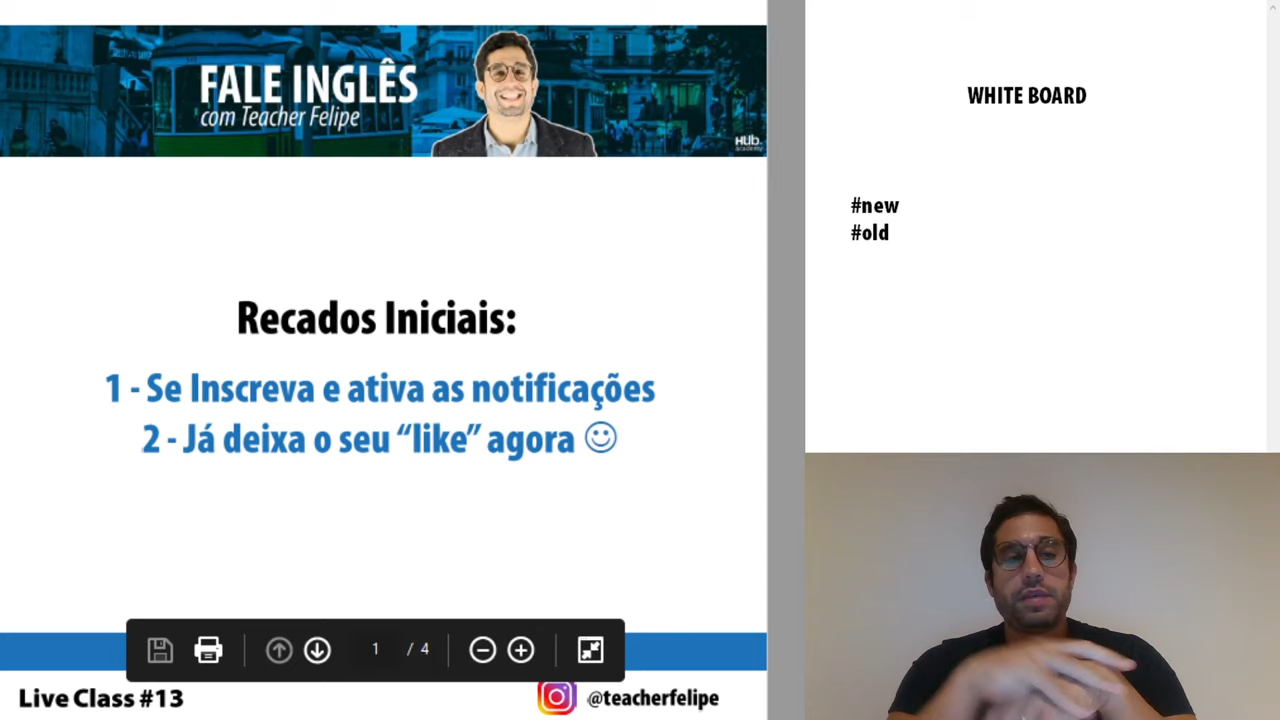 FALE INGLÊS
com Teacher Felipe
HUb.
academy
Recados Iniciais:
1 - Se Inscreva e ativa as notificações
2 - Já deixa o seu “like” agora
1 / 4
Live Class #13
@teacherfelipe
WHITE BOARD
#new
#old